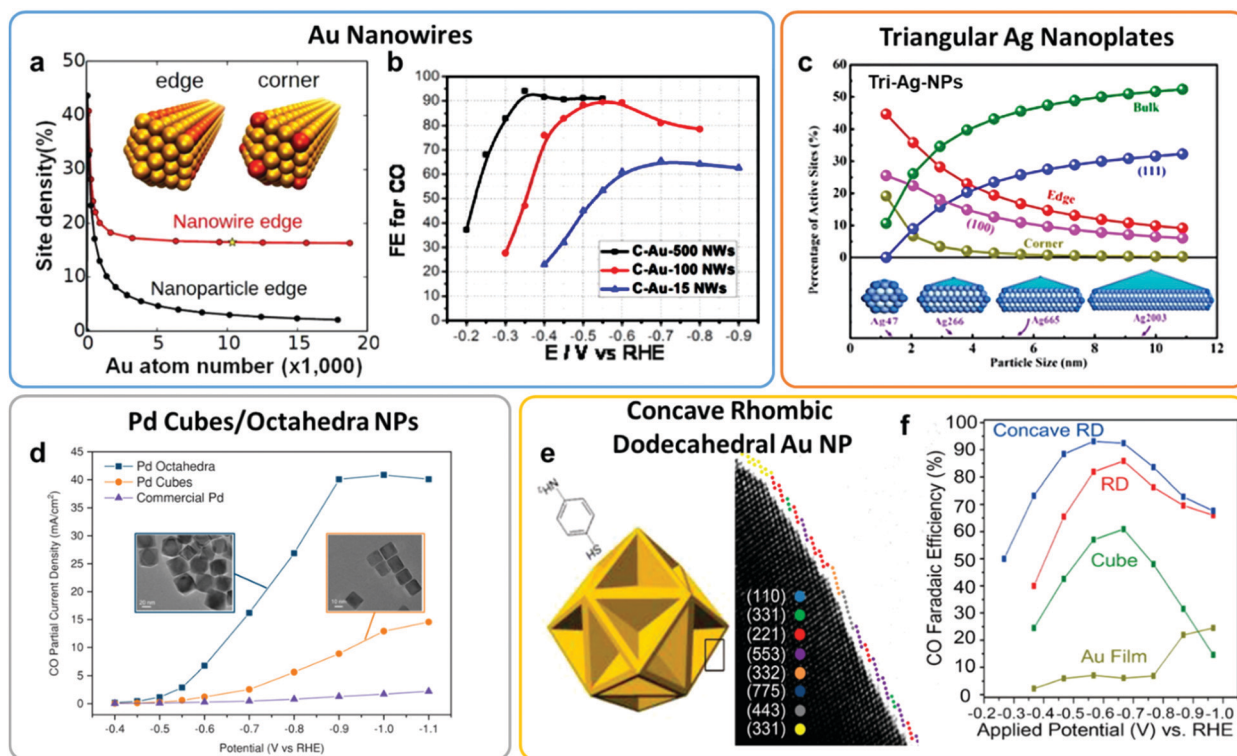 Au Nanowires
a
edge
corner
Nanowire edge
Nanoparticle edge
Site density(%)
50
40
30
20
10
0
0
5
10
15
20
Au atom number (x1,000)
b
FE for CO
100
90
80
70
60
50
40
30
20
10
0
C-Au-500 NWs
C-Au-100 NWs
C-Au-15 NWs
-0.2 -0.3 -0.4 -0.5 -0.6 -0.7 -0.8 -0.9
E / V vs RHE
Triangular Ag Nanoplates
c
Tri-Ag-NPs
Percentage of Active Sites (%)
60
50
40
30
20
10
0
Bulk
(111)
Edge
(100)
Corner
Ag47
Ag266
Ag665
Ag2003
0 2 4 6 8 10 12
Particle Size (nm)
Pd Cubes/Octahedra NPs
d
Pd Octahedra
Pd Cubes
Commercial Pd
CO Partial Current Density (mA/cm²)
45
40
35
30
25
20
15
10
5
0
20 nm
10 nm
-0.4 -0.5 -0.6 -0.7 -0.8 -0.9 -1.0 -1.1
Potential (V vs RHE)
Concave Rhombic
Dodecahedral Au NP
e
H₂N
HS
(110)
(331)
(221)
(553)
(332)
(775)
(443)
(331)
f
CO Faradaic Efficiency (%)
100
90
80
70
60
50
40
30
20
10
0
Concave RD
RD
Cube
Au Film
-0.2 -0.3 -0.4 -0.5 -0.6 -0.7 -0.8 -0.9 -1.0
Applied Potential (V) vs. RHE